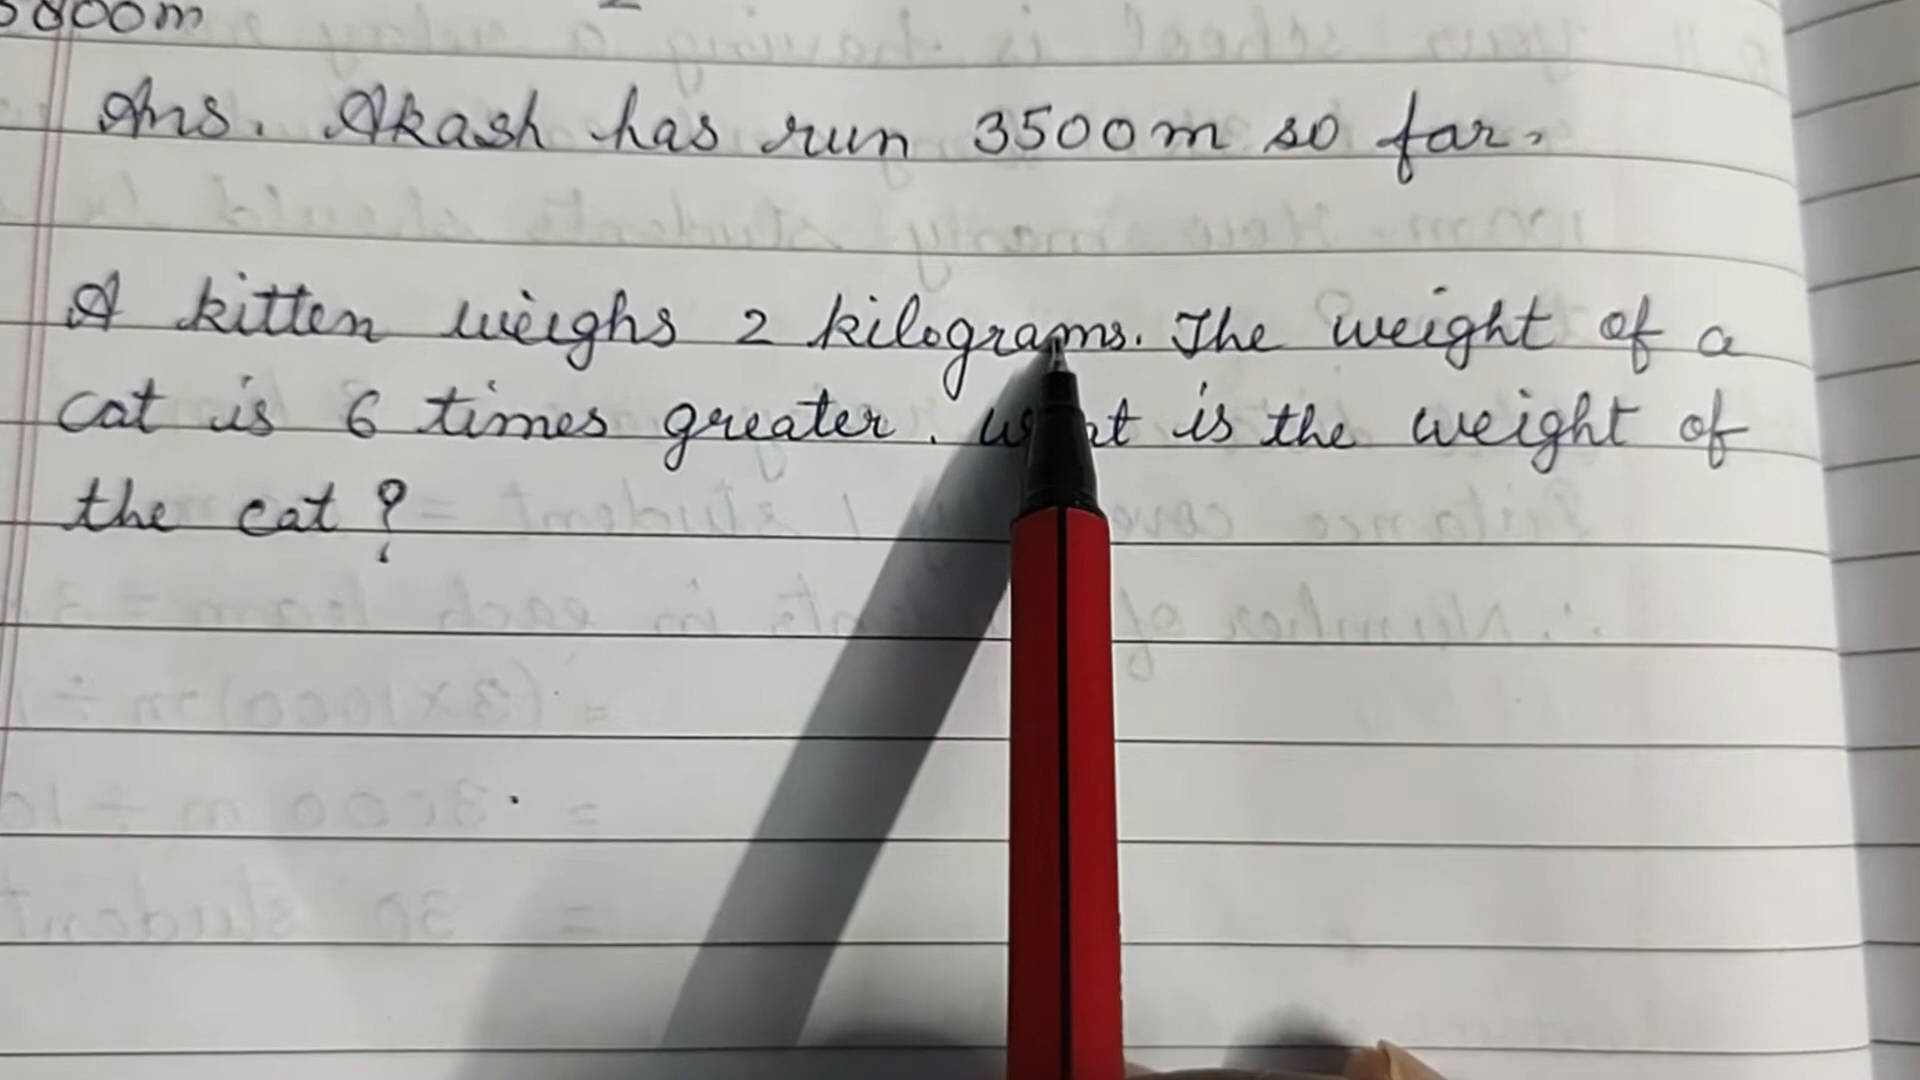 Ans. Akash has run 3500m so far.
A kitten weighs 2 kilograms. The weight of a
cat is 6 times greater. is the weight of
the cat ?